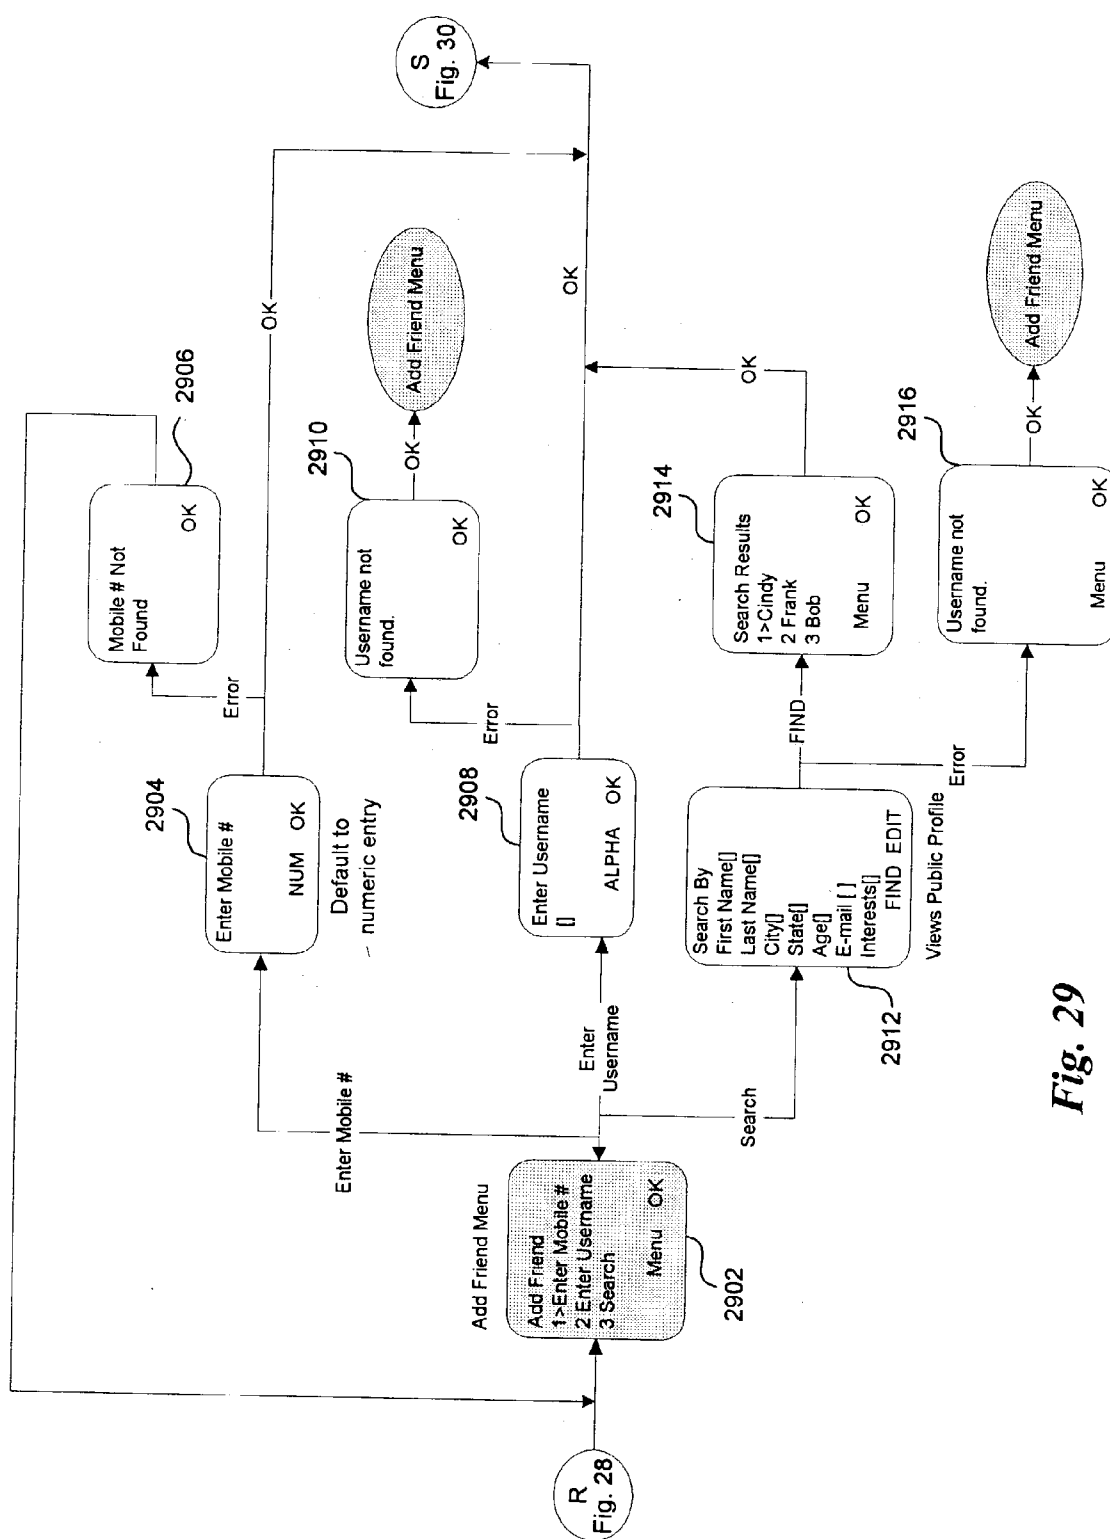 R
Fig. 28
Add Friend Menu
Add Friend
1>Enter Mobile #
2 Enter Username
3 Search
Menu OK
2902
Enter Mobile #
Enter
Username
Search
2904
Enter Mobile #
NUM OK
Default to
numeric entry
Error
Mobile # Not
Found
OK
2906
OK
2908
Enter Username
[]
ALPHA OK
Error
2910
Username not
found.
OK
OK
Add Friend Menu
OK
S
Fig. 30
2912
Search By
First Name[]
Last Name[]
City[]
State[]
Age[]
E-mail [ ]
Interests[]
FIND EDIT
Views Public Profile
FIND
Error
2914
Search Results
1>Cindy
2 Frank
3 Bob
Menu OK
OK
2916
Username not
found.
Menu OK
OK
Add Friend Menu
Fig. 29